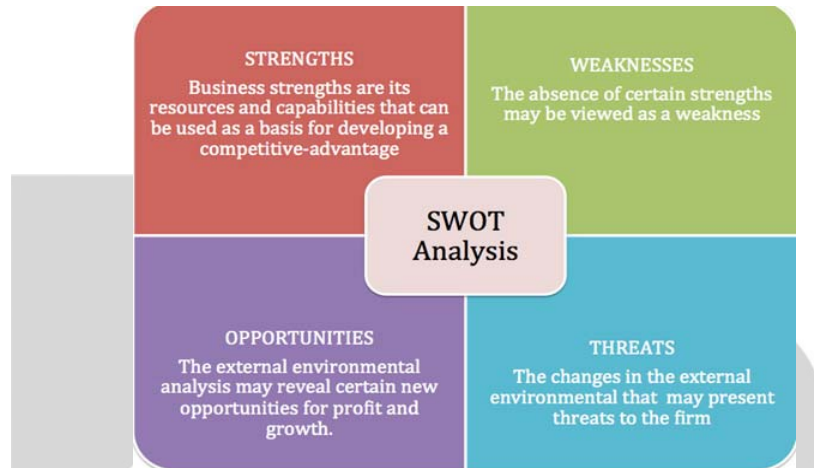 STRENGTHS
Business strengths are its
resources and capabilities that can
be used as a basis for developing a
competitive-advantage
WEAKNESSES
The absence of certain strengths
may be viewed as a weakness
SWOT
Analysis
OPPORTUNITIES
The external environmental
analysis may reveal certain new
opportunities for profit and
growth.
THREATS
The changes in the external
environmental that may present
threats to the firm